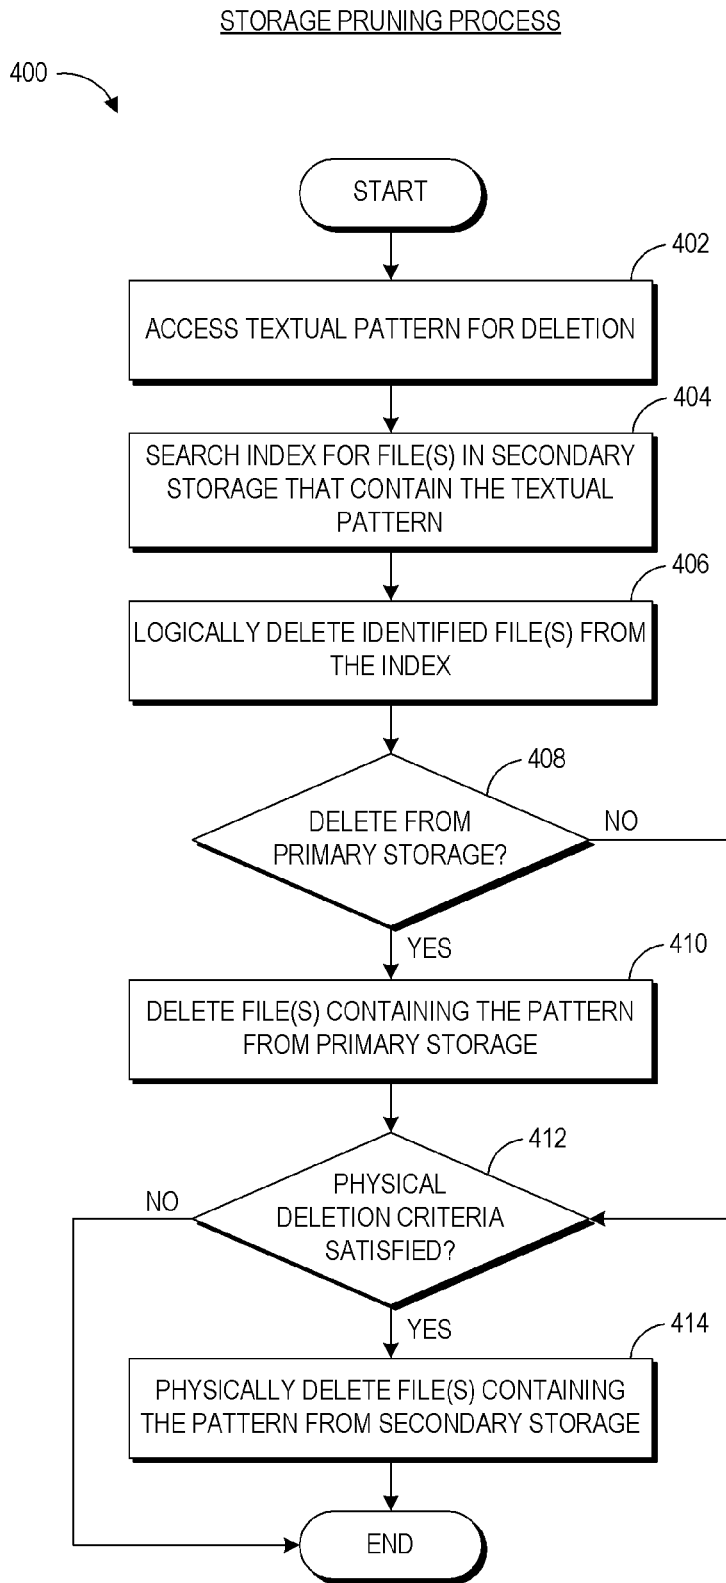 STORAGE PRUNING PROCESS
400
START
402
ACCESS TEXTUAL PATTERN FOR DELETION
404
SEARCH INDEX FOR FILE(S) IN SECONDARY
STORAGE THAT CONTAIN THE TEXTUAL
PATTERN
406
LOGICALLY DELETE IDENTIFIED FILE(S) FROM
THE INDEX
408
DELETE FROM
PRIMARY STORAGE?
NO
YES
410
DELETE FILE(S) CONTAINING THE PATTERN
FROM PRIMARY STORAGE
412
PHYSICAL
DELETION CRITERIA
SATISFIED?
NO
YES
414
PHYSICALLY DELETE FILE(S) CONTAINING
THE PATTERN FROM SECONDARY STORAGE
END